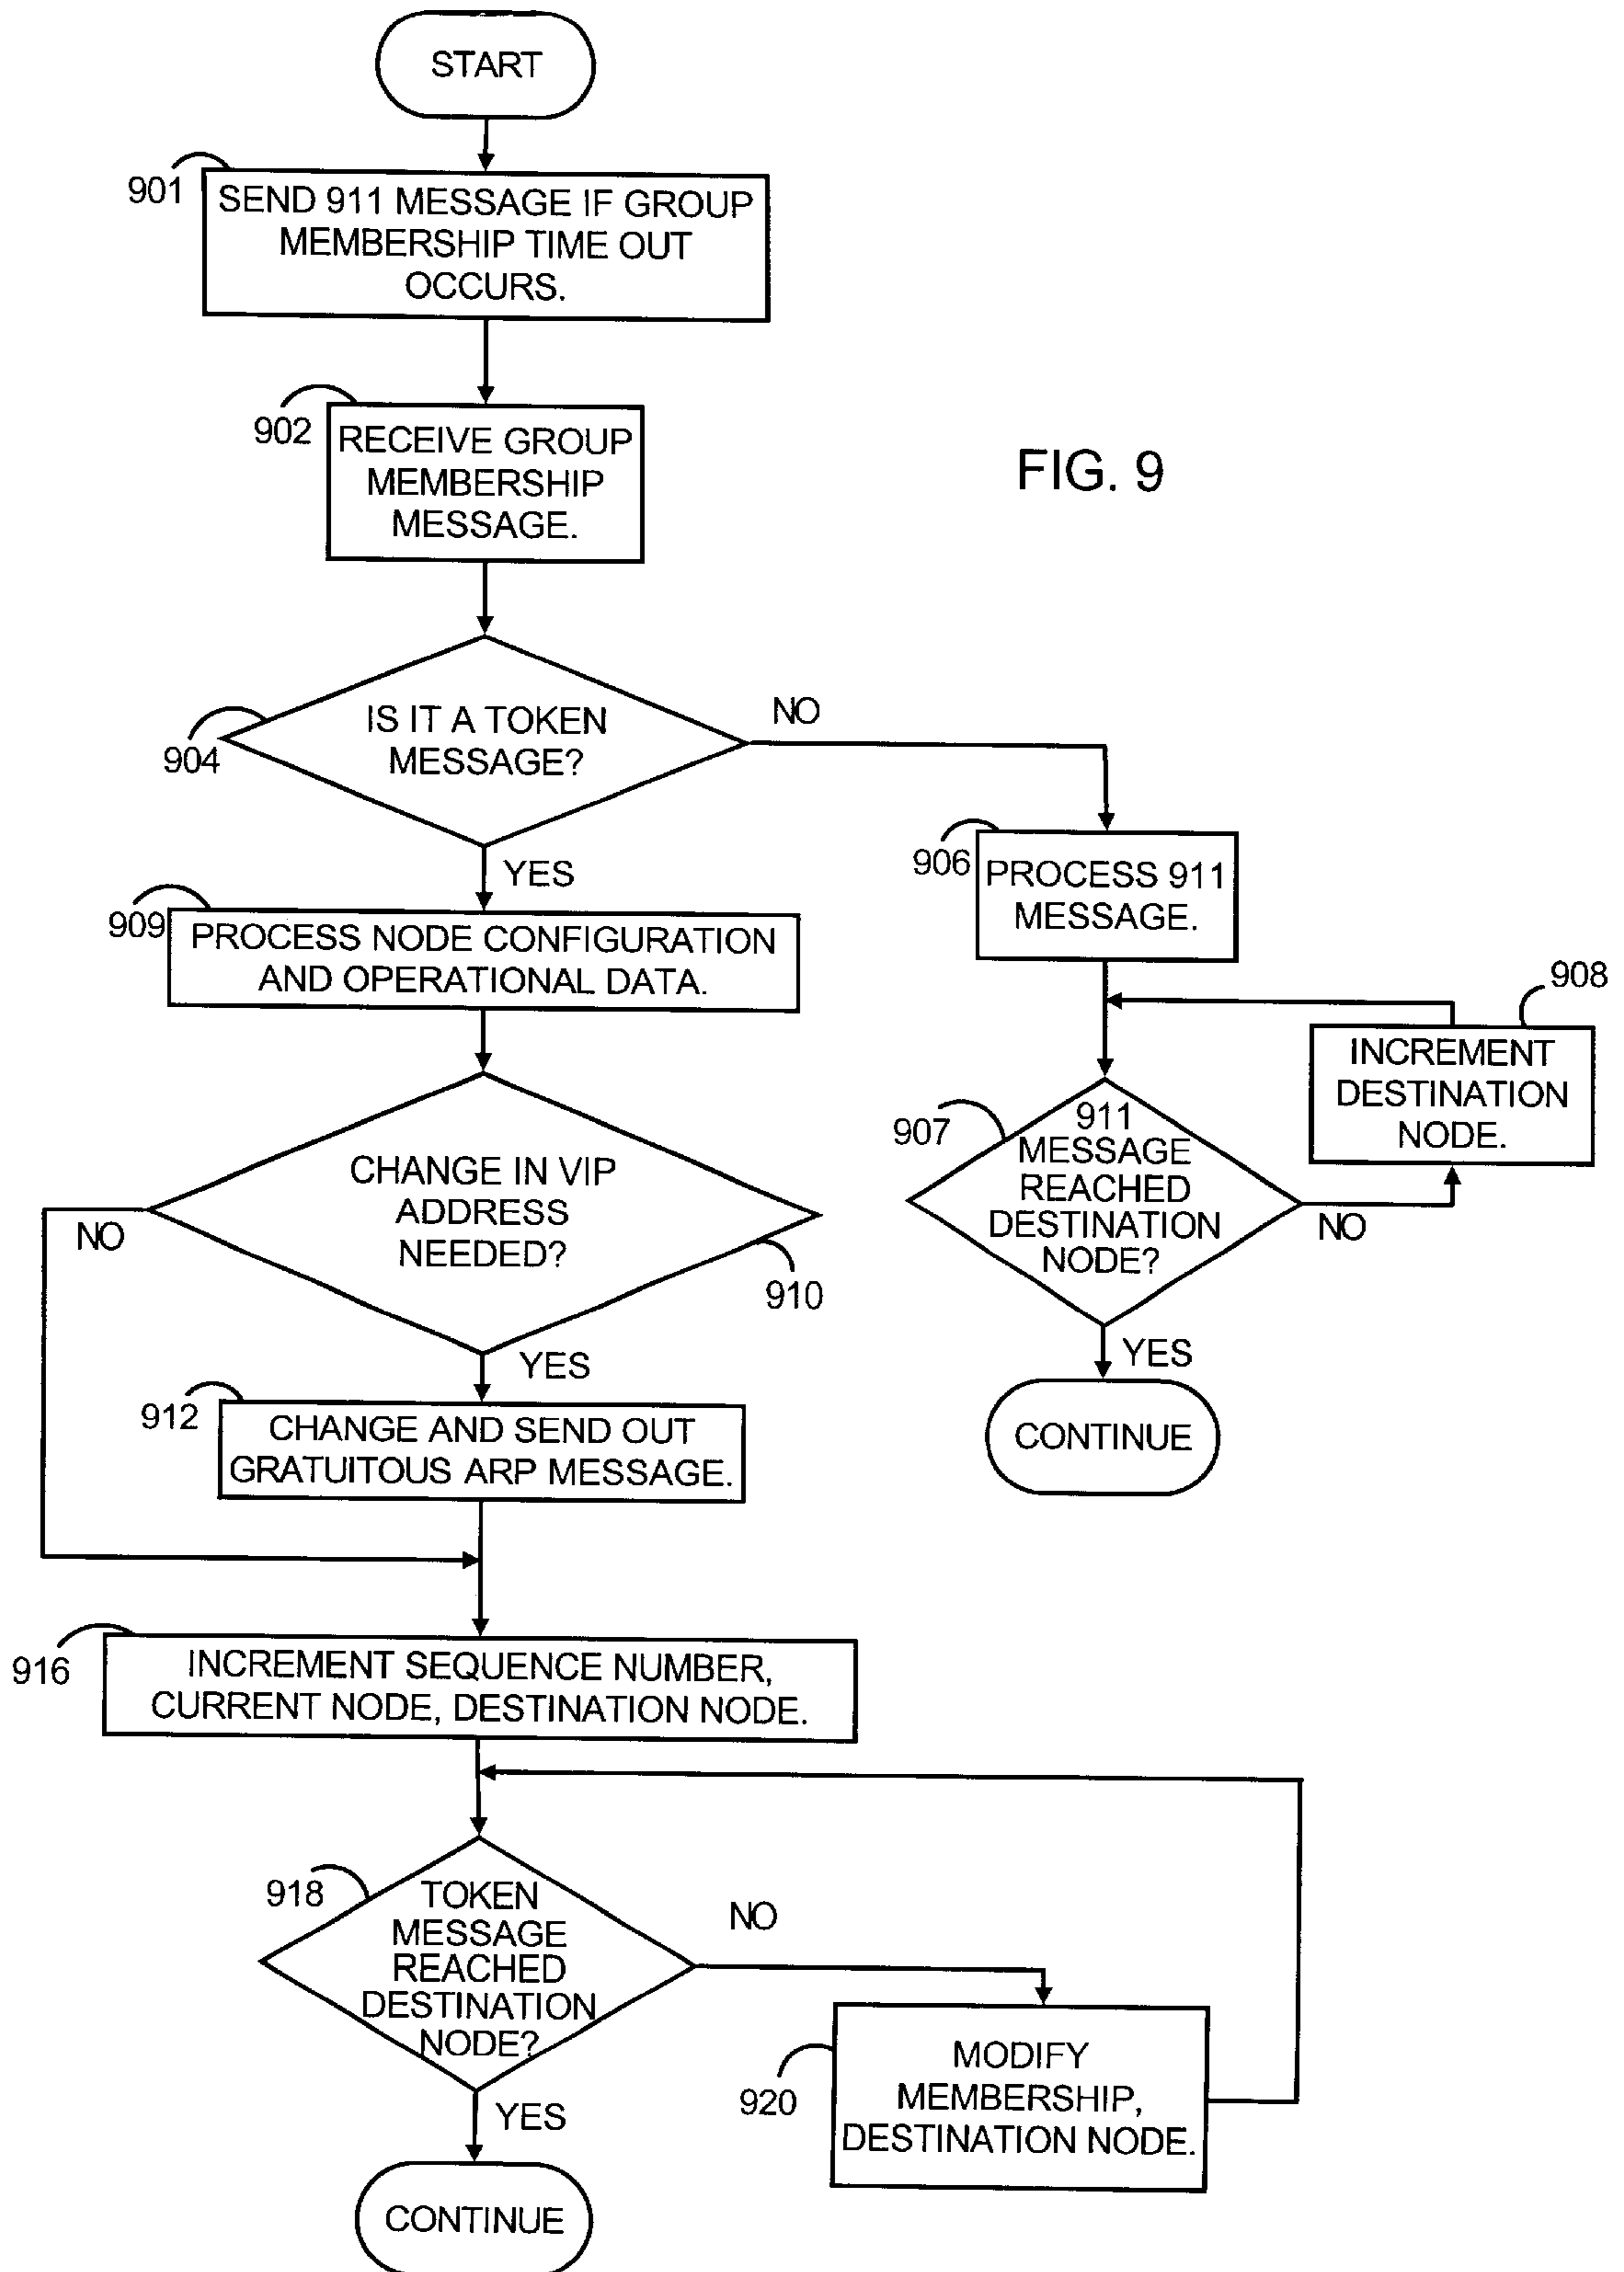 START
901
SEND 911 MESSAGE IF GROUP
MEMBERSHIP TIME OUT
OCCURS.
902
RECEIVE GROUP
MEMBERSHIP
MESSAGE.
FIG. 9
904
IS IT A TOKEN
MESSAGE?
NO
YES
906
PROCESS 911
MESSAGE.
909
PROCESS NODE CONFIGURATION
AND OPERATIONAL DATA.
908
INCREMENT
DESTINATION
NODE.
907
911
MESSAGE
REACHED
DESTINATION
NODE?
NO
YES
CONTINUE
CHANGE IN VIP
ADDRESS
NEEDED?
NO
910
YES
912
CHANGE AND SEND OUT
GRATUITOUS ARP MESSAGE.
916
INCREMENT SEQUENCE NUMBER,
CURRENT NODE, DESTINATION NODE.
918
TOKEN
MESSAGE
REACHED
DESTINATION
NODE?
NO
920
MODIFY
MEMBERSHIP,
DESTINATION NODE.
YES
CONTINUE